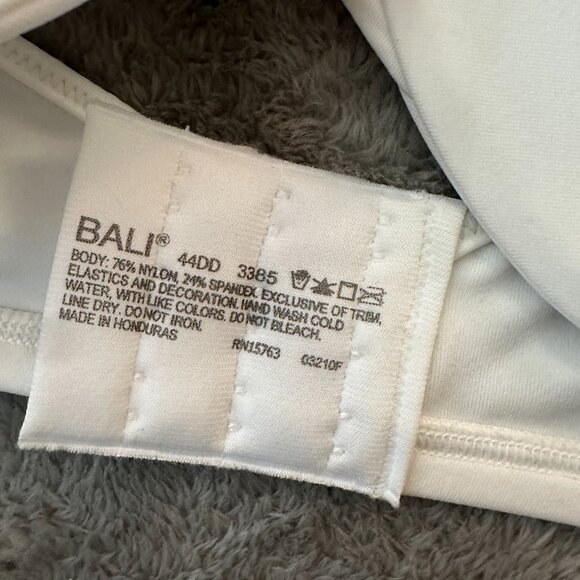 BALI® 44DD 3385
BODY: 76% NYLON, 24% SPANDEX. EXCLUSIVE OF TRIM,
ELASTICS AND DECORATION. HAND WASH COLD
WATER, WITH LIKE COLORS. DO NOT BLEACH.
LINE DRY. DO NOT IRON.
MADE IN HONDURAS
RN15763 03210F